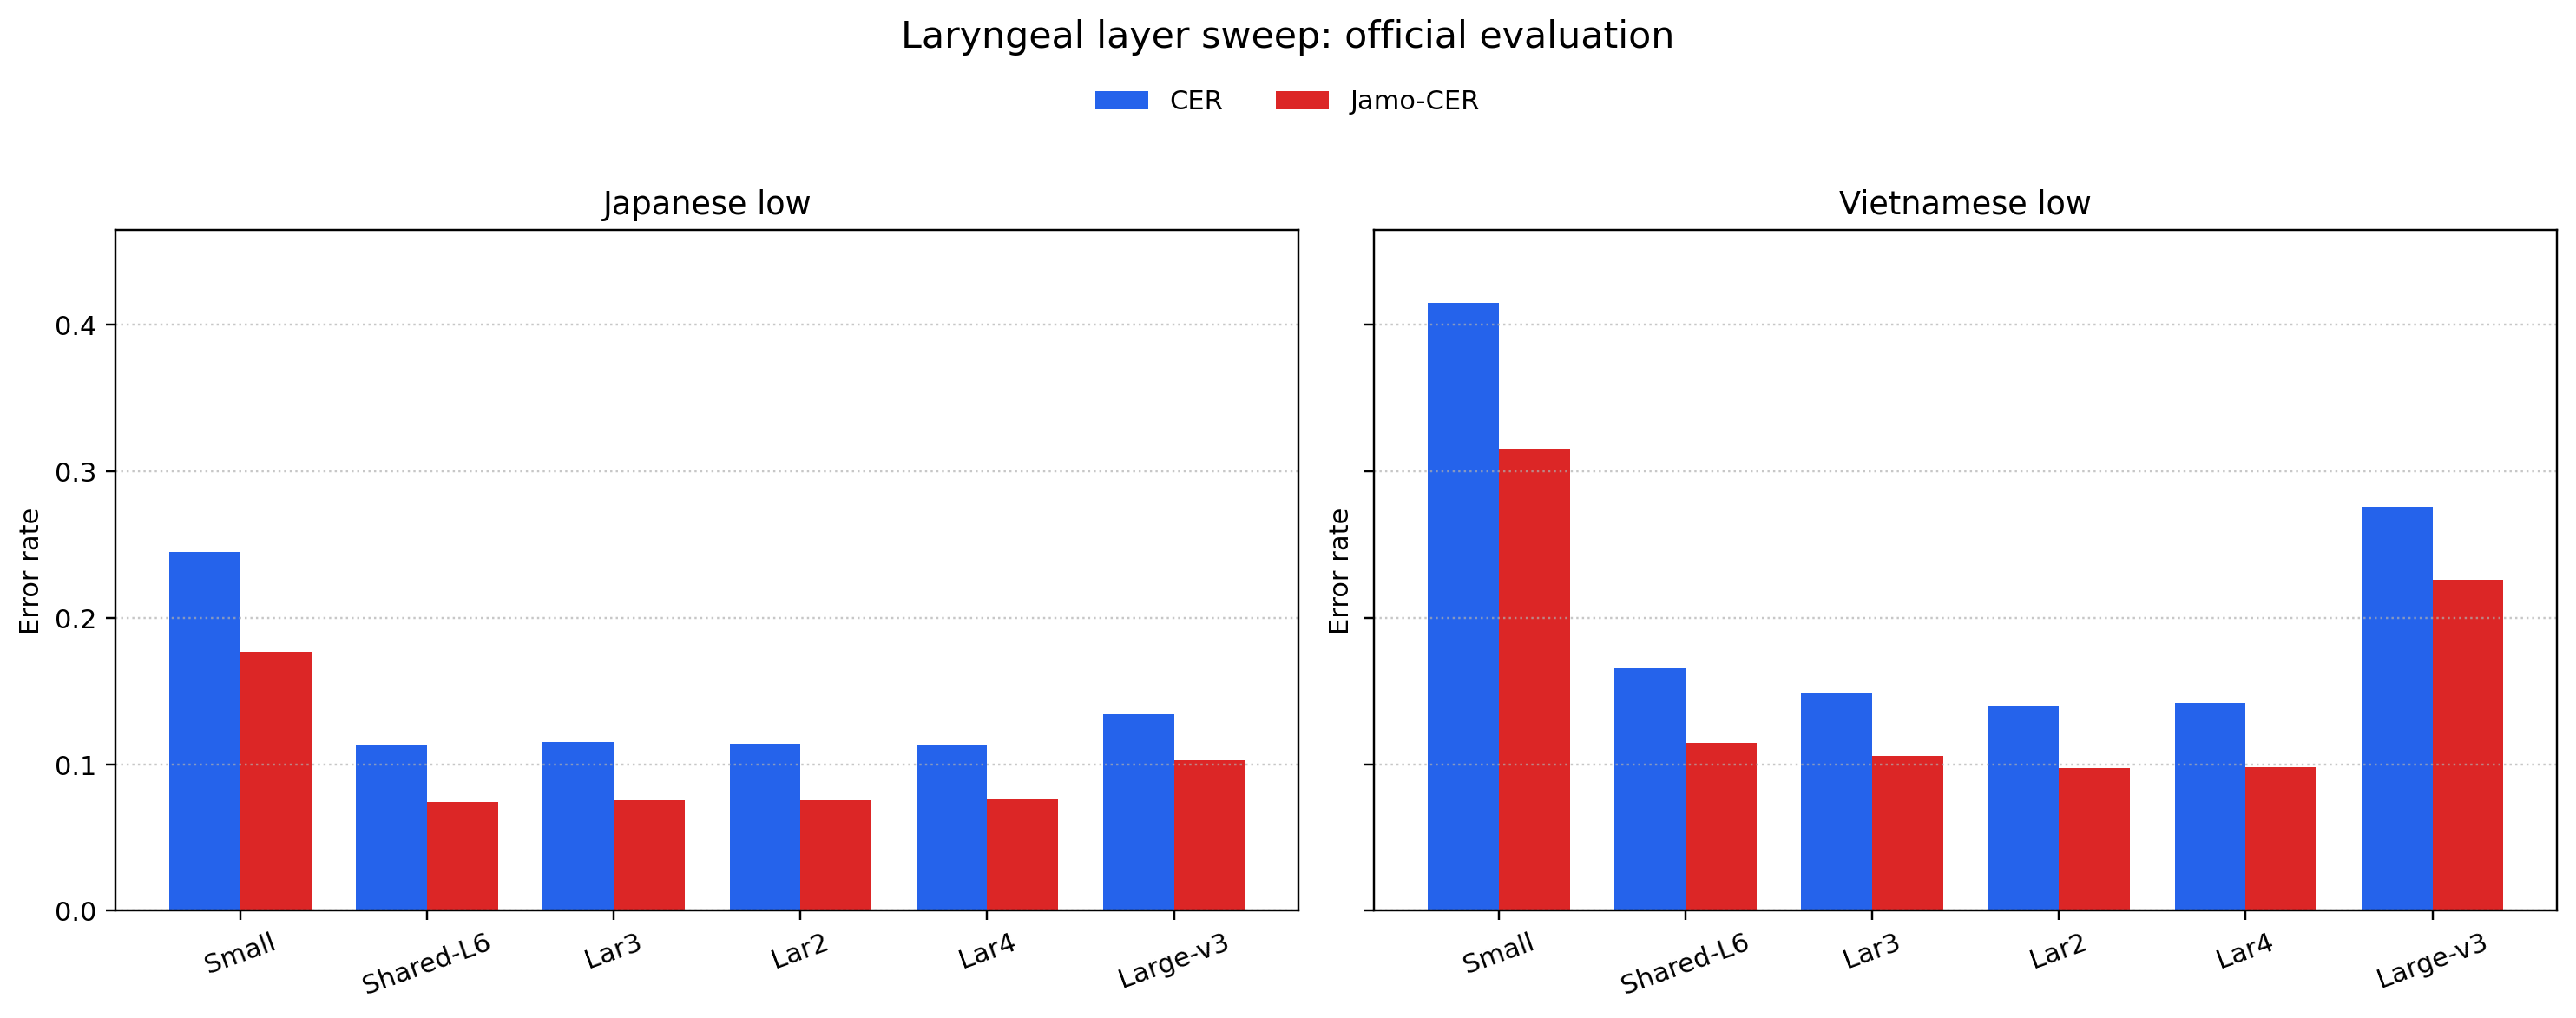 Laryngeal layer sweep: official evaluation
CER Jamo-CER
Japanese low
Error rate
0.4
0.3
0.2
0.1
0.0
Small Shared-L6 Lar3 Lar2 Lar4 Large-v3
Vietnamese low
Error rate
Small Shared-L6 Lar3 Lar2 Lar4 Large-v3